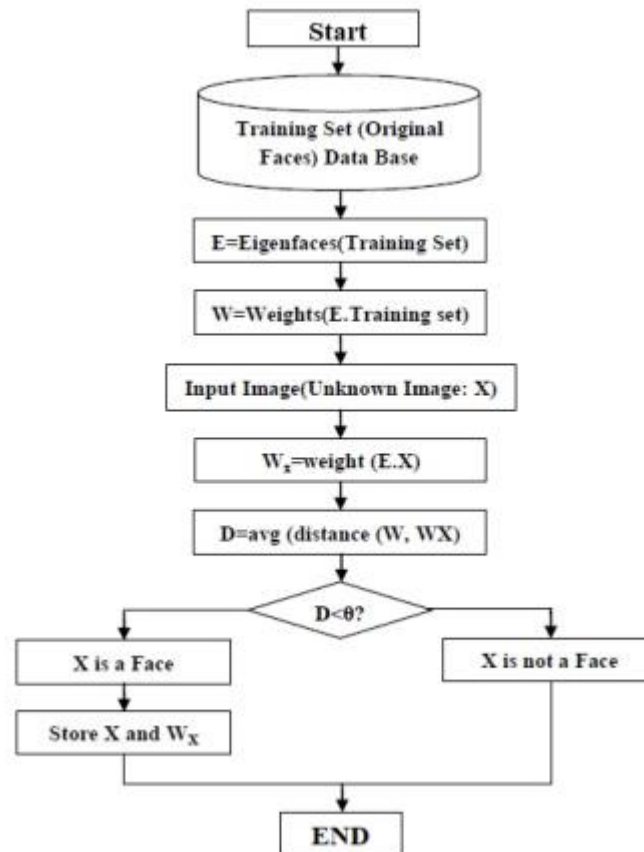 Start
Training Set (Original
Faces) Data Base
E=Eigenfaces(Training Set)
W=Weights(E.Training set)
Input Image(Unknown Image: X)
Wₓ=weight (E.X)
D=avg (distance (W, WX)
D<θ?
X is a Face
X is not a Face
Store X and W_X
END